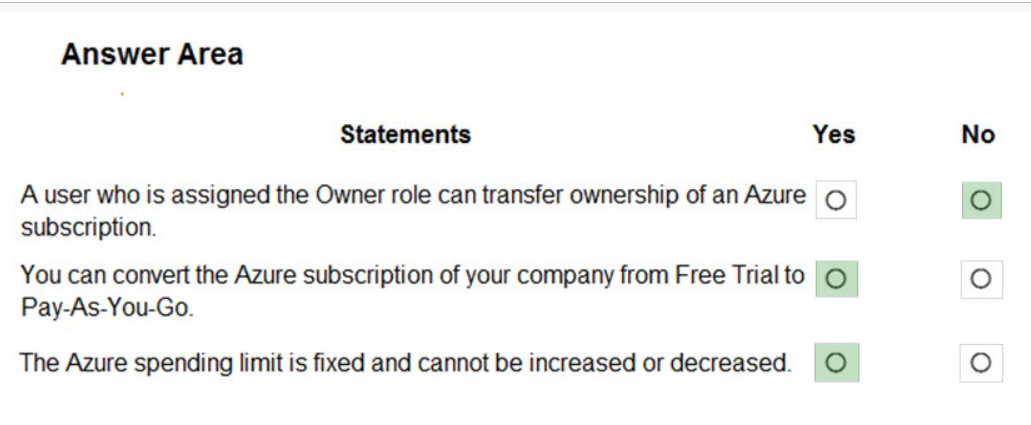 Answer Area
Statements Yes No
A user who is assigned the Owner role can transfer ownership of an Azure
subscription.
You can convert the Azure subscription of your company from Free Trial to
Pay-As-You-Go.
The Azure spending limit is fixed and cannot be increased or decreased.